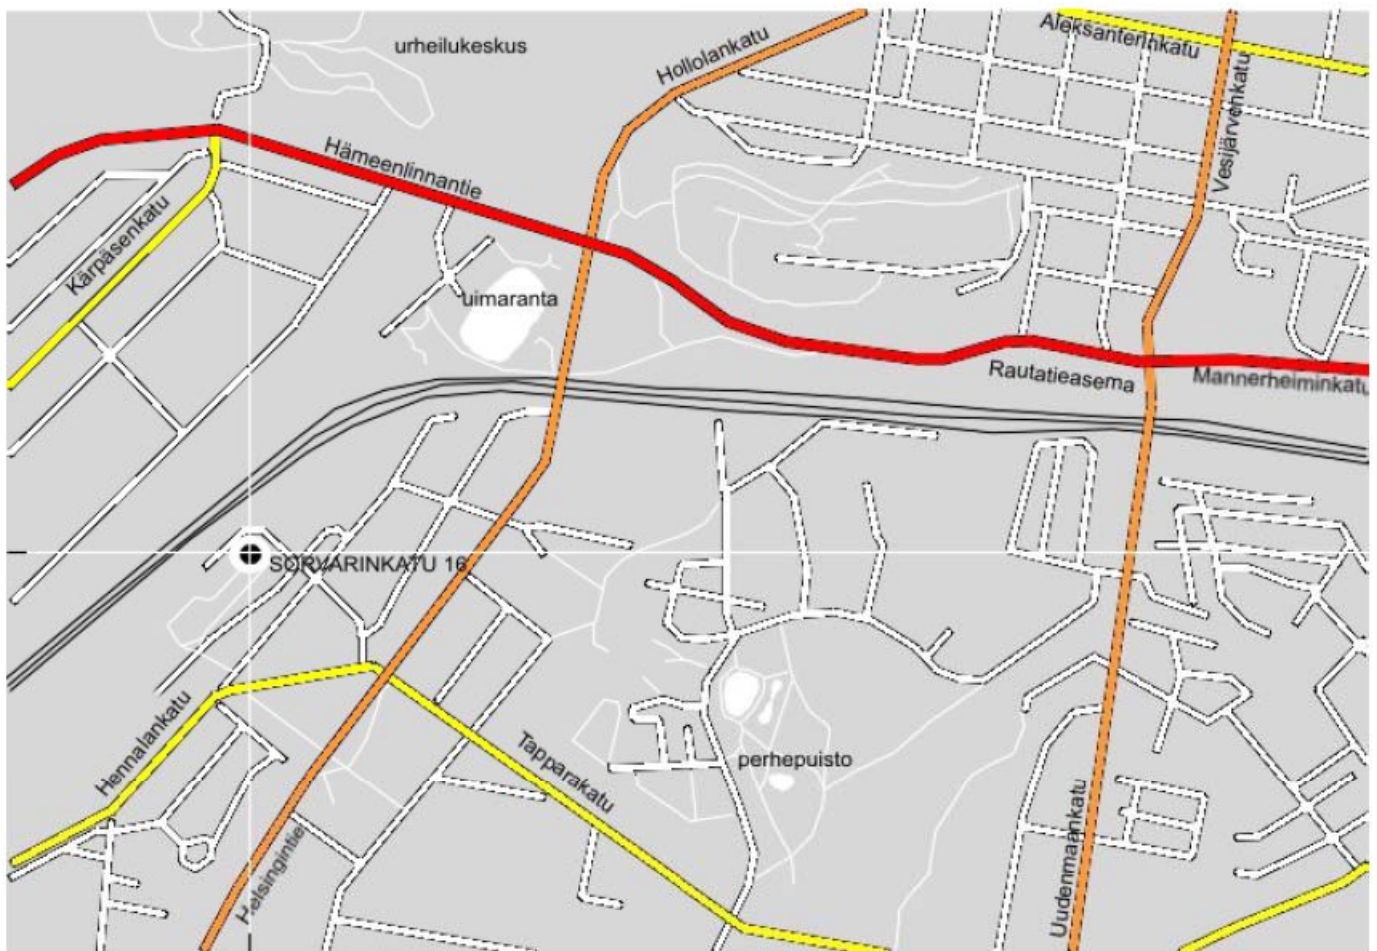 urheilukeskus
Hollolankatu
Aleksanterinkatu
Vesijärvenkatu
Hämeenlinnantie
Kärpäsenkatu
uimaranta
Rautatieasema
Mannerheiminkatu
SORVARINKATU 16
Hennalankatu
Tapparakatu
perhepuisto
Helsingintie
Uudenmaankatu